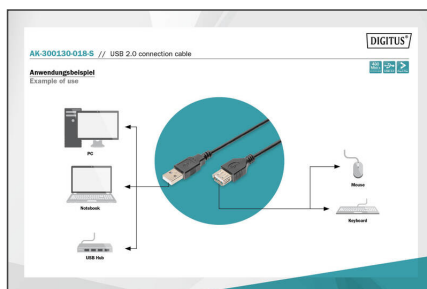 DIGITUS®
AK-300130-018-S // USB 2.0 connection cable
Anwendungsbeispiel
Example of use
PC
Notebook
USB Hub
Mouse
Keyboard